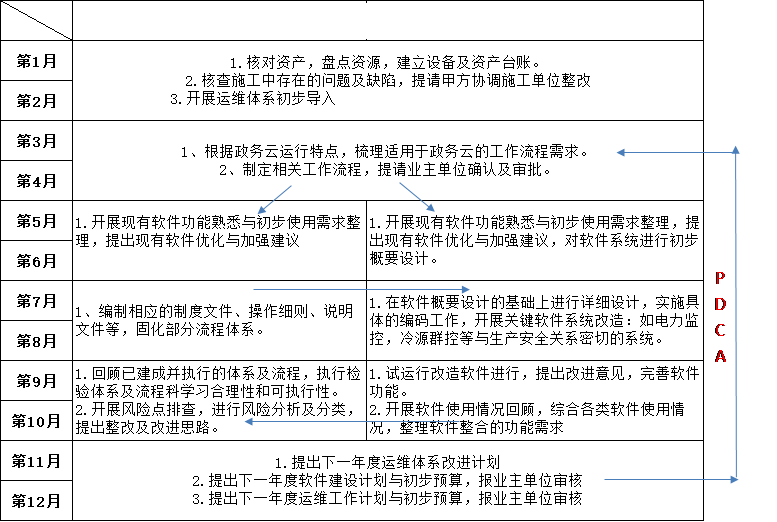 第1月
1.核对资产，盘点资源，建立设备及资产台账。
2.核查施工中存在的问题及缺陷，提请甲方协调施工单位整改
第2月
3.开展运维体系初步导入
第3月
1、根据政务云运行特点，梳理适用于政务云的工作流程需求。
第4月
2、制定相关工作流程，提请业主单位确认及审批。
第5月
第6月
1.开展现有软件功能熟悉与初步使用需求整
理，提出现有软件优化与加强建议
1.开展现有软件功能熟悉与初步使用需求整理，提
出现有软件优化与加强建议，对软件系统进行初步
概要设计。
第7月
第8月
1、编制相应的制度文件、操作细则、说明
文件等，固化部分流程体系。
1.在软件概要设计的基础上进行详细设计，实施具
体的编码工作，开展关键软件系统改造：如电力监
控，冷源群控等与生产安全关系密切的系统。
第9月
第10月
1.回顾已建成并执行的体系及流程，执行检
验体系及流程科学习合理性和可执行性。
2.开展风险点排查，进行风险分析及分类，
提出整改及改进思路。
1.试运行改造软件进行，提出改进意见，完善软件
功能。
2.开展软件使用情况回顾，综合各类软件使用情
况，整理软件整合的功能需求
第11月
1.提出下一年度运维体系改进计划
2.提出下一年度软件建设计划与初步预算，报业主单位审核
第12月
3.提出下一年度运维工作计划与初步预算，报业主单位审核
P
D
C
A